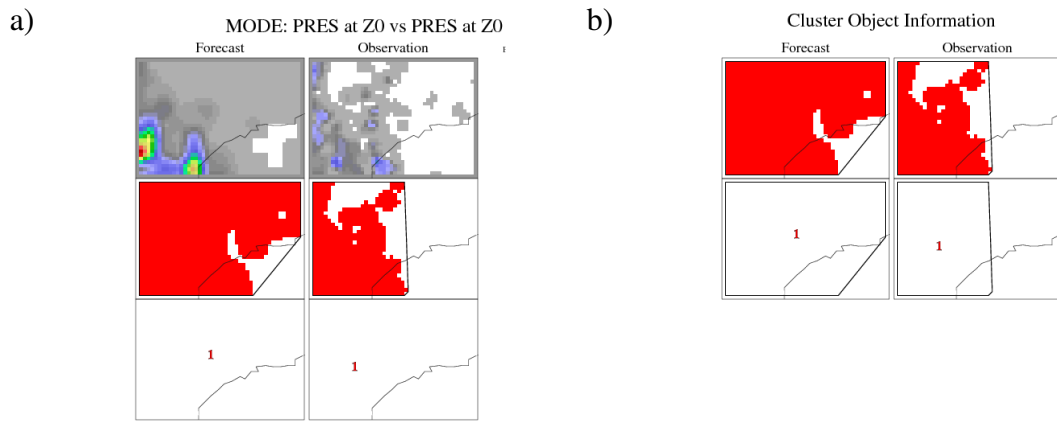 a)
MODE: PRES at Z0 vs PRES at Z0
Forecast
Observation
1
1
b)
Cluster Object Information
Forecast
Observation
1
1